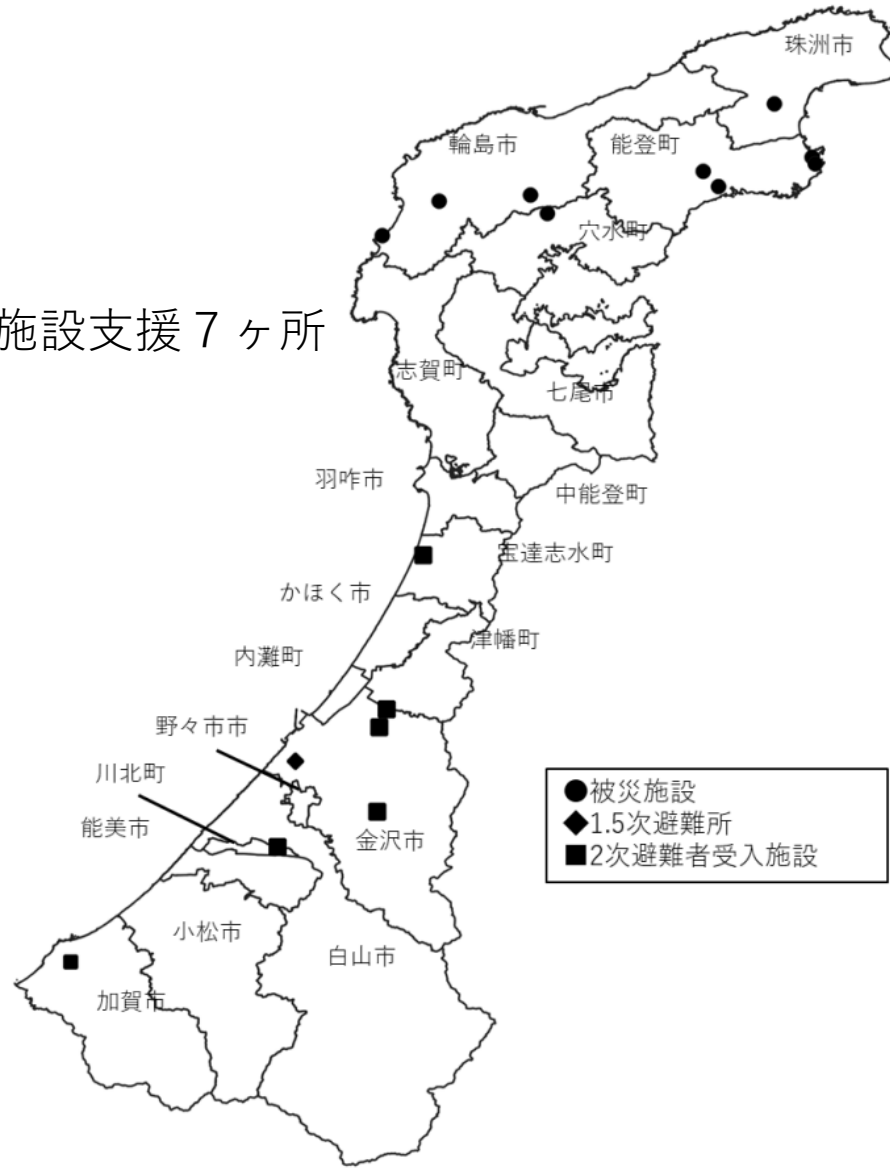 珠洲市
輪島市
能登町
穴水町
施設支援７ヶ所
志賀町
七尾市
羽咋市
中能登町
宝達志水町
かほく市
津幡町
内灘町
野々市市
川北町
能美市
金沢市
●被災施設
◆1.5次避難所
■2次避難者受入施設
小松市
白山市
加賀市